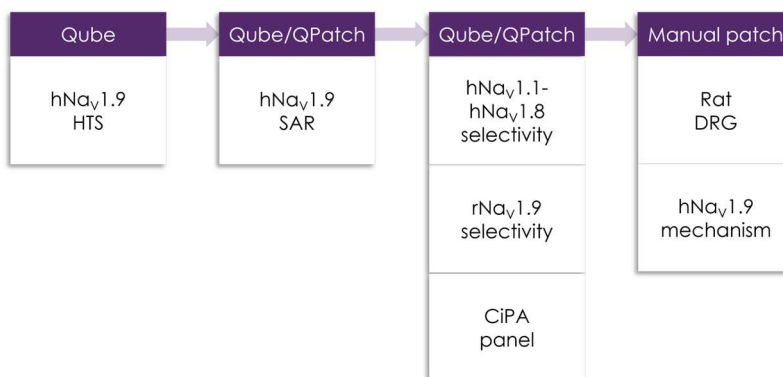 Qube
hNaᵥ1.9
HTS
Qube/QPatch
hNaᵥ1.9
SAR
Qube/QPatch
hNaᵥ1.1-
hNaᵥ1.8
selectivity
rNaᵥ1.9
selectivity
CiPA
panel
Manual patch
Rat
DRG
hNaᵥ1.9
mechanism